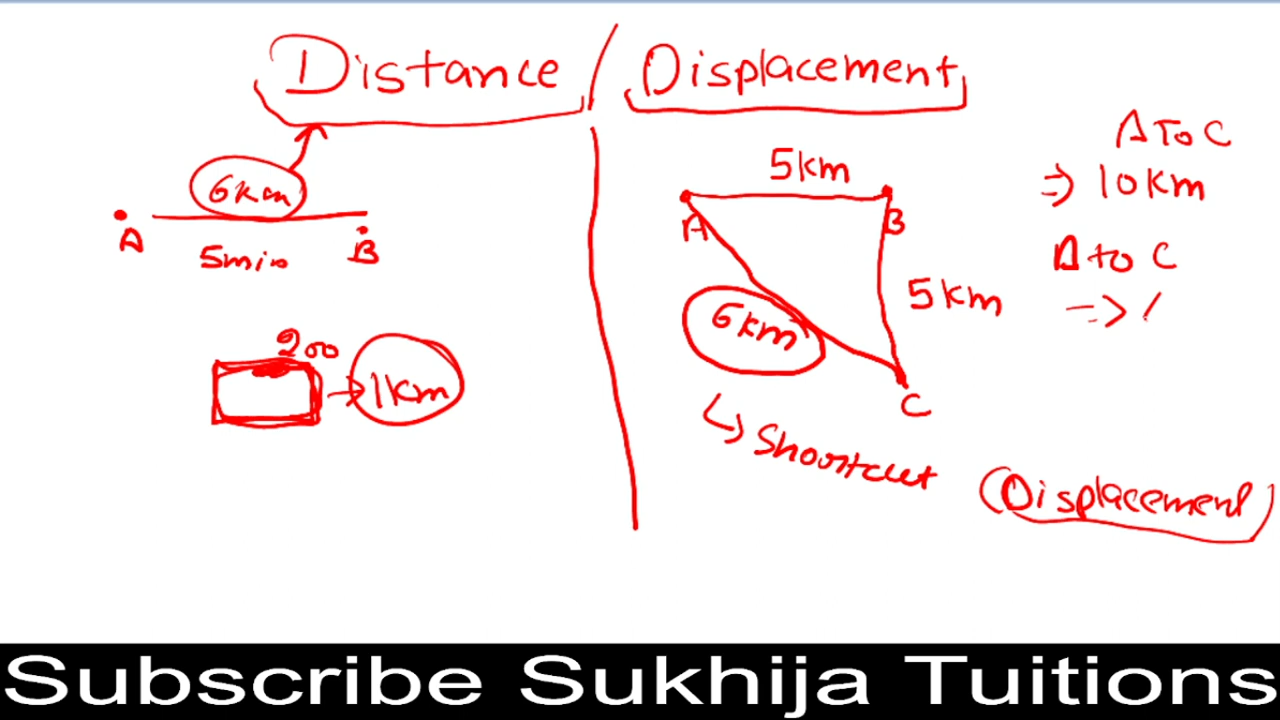 Distance / Displacement
6km
A
5min
B
200
→ 1km
5km
A
B
5km
6km
C
↳ Shortcut
A To C
⇒ 10km
A to C
=>
(Displacement)
Subscribe Sukhija Tuitions